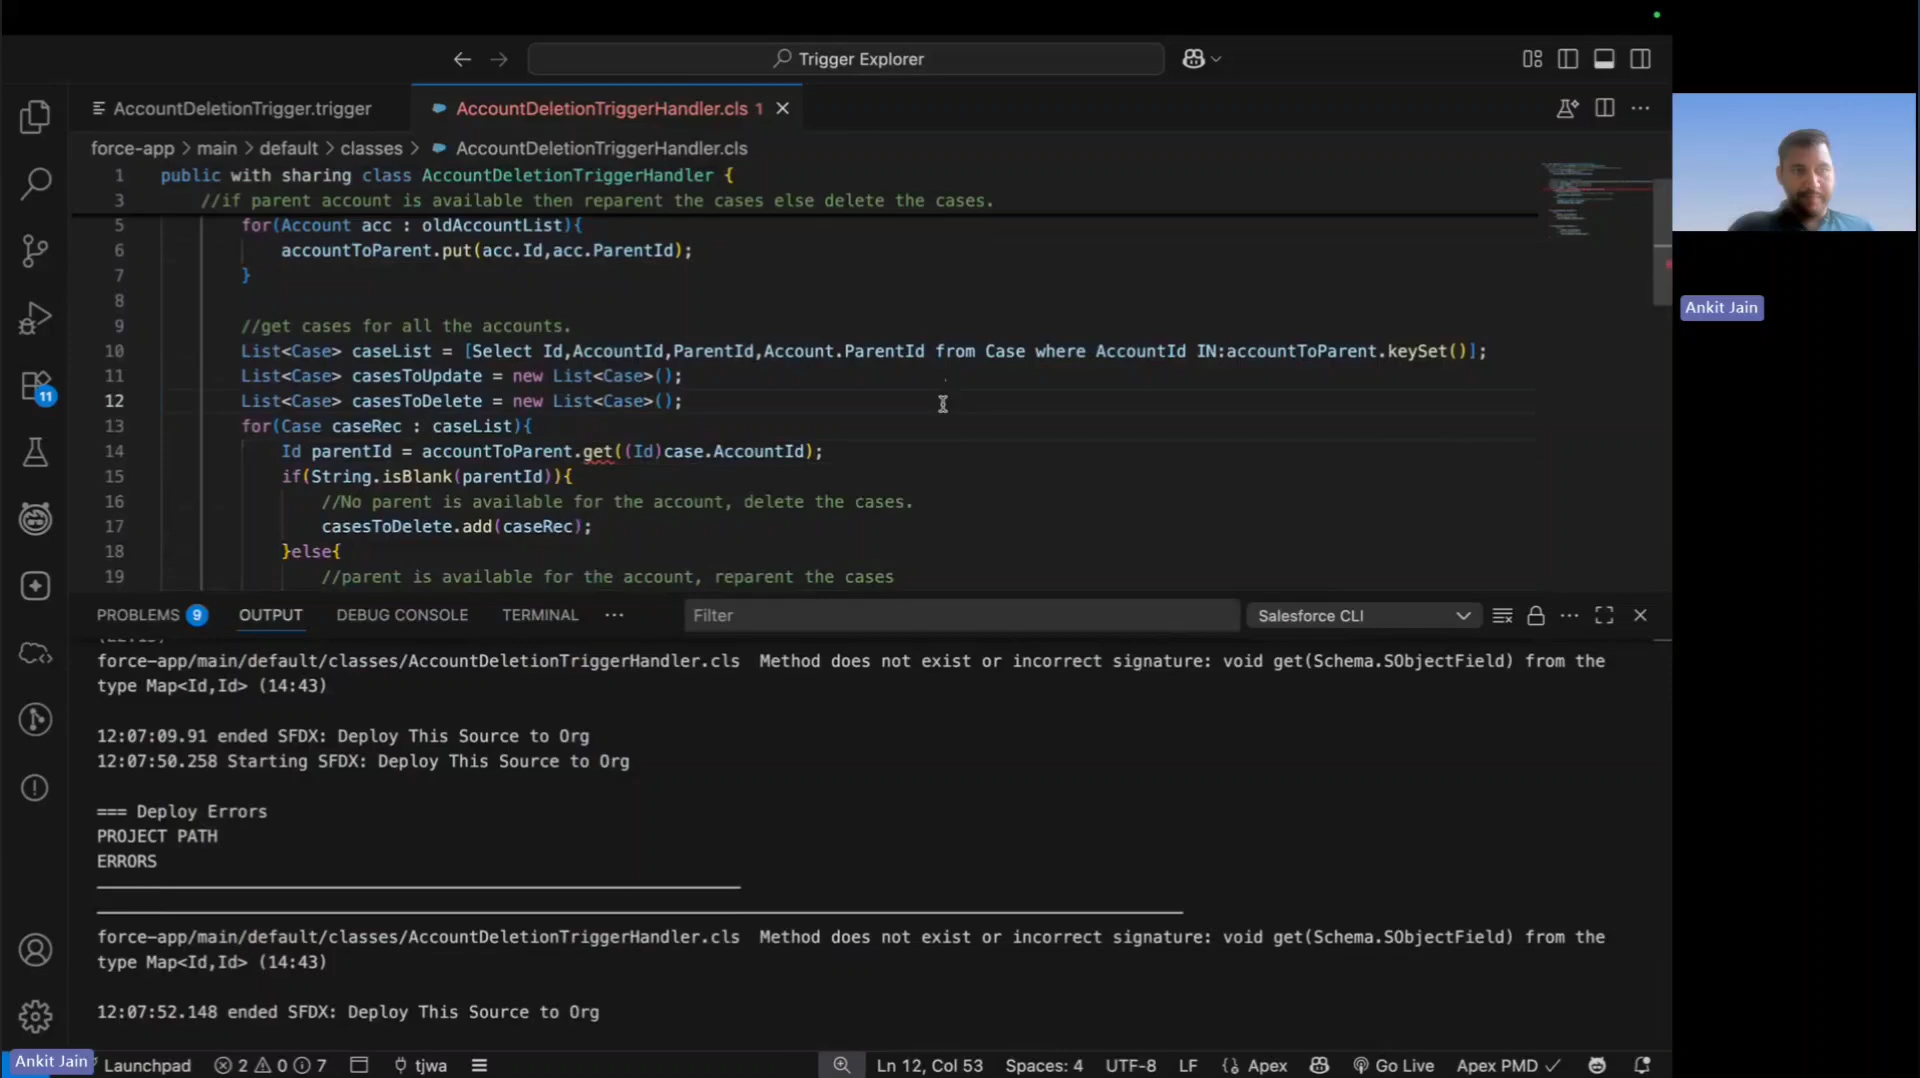 Trigger Explorer
AccountDeletionTrigger.trigger
AccountDeletionTriggerHandler.cls 1
force-app > main > default > classes > AccountDeletionTriggerHandler.cls
1 public with sharing class AccountDeletionTriggerHandler {
3 //if parent account is available then reparent the cases else delete the cases.
5 for(Account acc : oldAccountList){
6 accountToParent.put(acc.Id,acc.ParentId);
7 }
8
9 //get cases for all the accounts.
10 List<Case> caseList = [Select Id,AccountId,ParentId,Account.ParentId from Case where AccountId IN:accountToParent.keySet()];
11 List<Case> casesToUpdate = new List<Case>();
12 List<Case> casesToDelete = new List<Case>();
13 for(Case caseRec : caseList){
14 Id parentId = accountToParent.get((Id)case.AccountId);
15 if(String.isBlank(parentId)){
16 //No parent is available for the account, delete the cases.
17 casesToDelete.add(caseRec);
18 }else{
19 //parent is available for the account, reparent the cases
11
PROBLEMS 9 OUTPUT DEBUG CONSOLE TERMINAL ··· Filter Salesforce CLI
force-app/main/default/classes/AccountDeletionTriggerHandler.cls Method does not exist or incorrect signature: void get(Schema.SObjectField) from the
type Map<Id,Id> (14:43)
12:07:09.91 ended SFDX: Deploy This Source to Org
12:07:50.258 Starting SFDX: Deploy This Source to Org
=== Deploy Errors
PROJECT PATH
ERRORS
force-app/main/default/classes/AccountDeletionTriggerHandler.cls Method does not exist or incorrect signature: void get(Schema.SObjectField) from the
type Map<Id,Id> (14:43)
12:07:52.148 ended SFDX: Deploy This Source to Org
Ankit Jain
Launchpad 2 0 7 tjwa Ln 12, Col 53 Spaces: 4 UTF-8 LF {} Apex Go Live Apex PMD
Ankit Jain